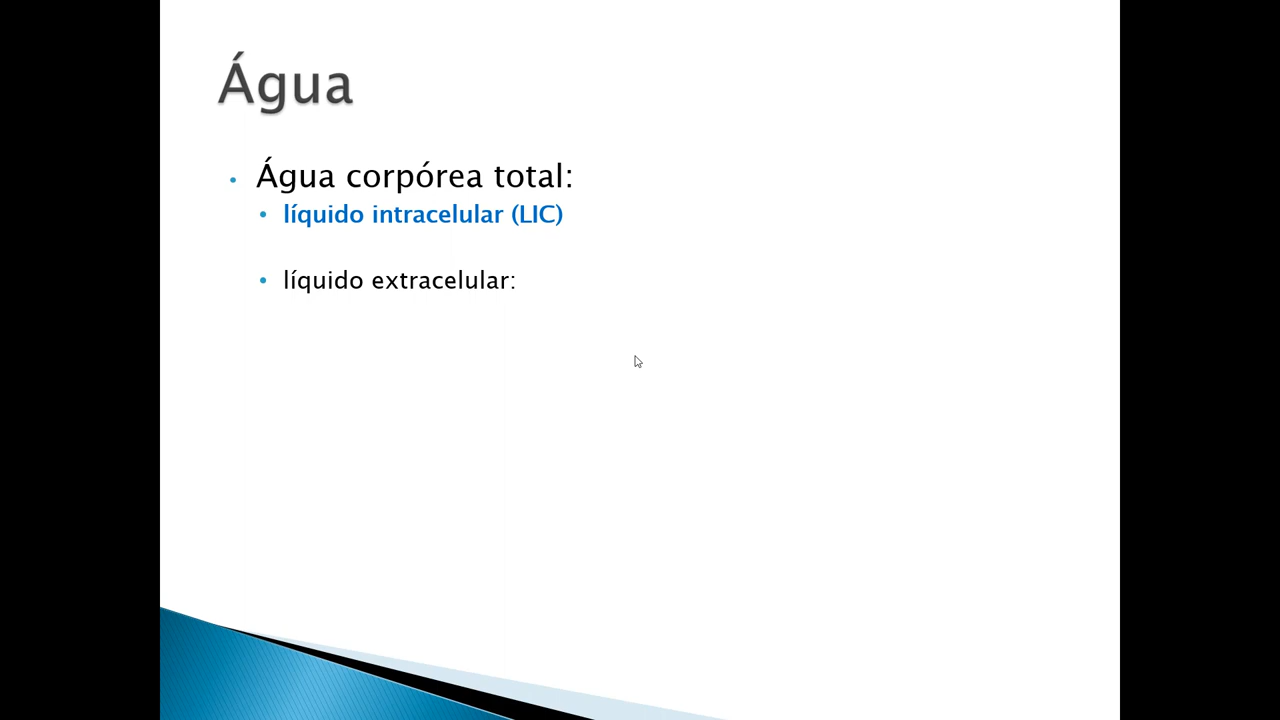 Água
• Água corpórea total:
• líquido intracelular (LIC)
• líquido extracelular: